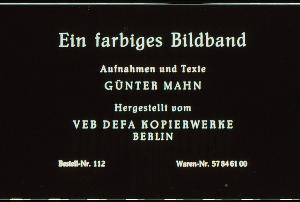 Ein farbiges Bildband
Aufnahmen und Texte
GÜNTER MAHN
Hergestellt vom
VEB DEFA KOPIERWERKE
BERLIN
Bestell-Nr. 112 Waren-Nr. 57 84 61 00